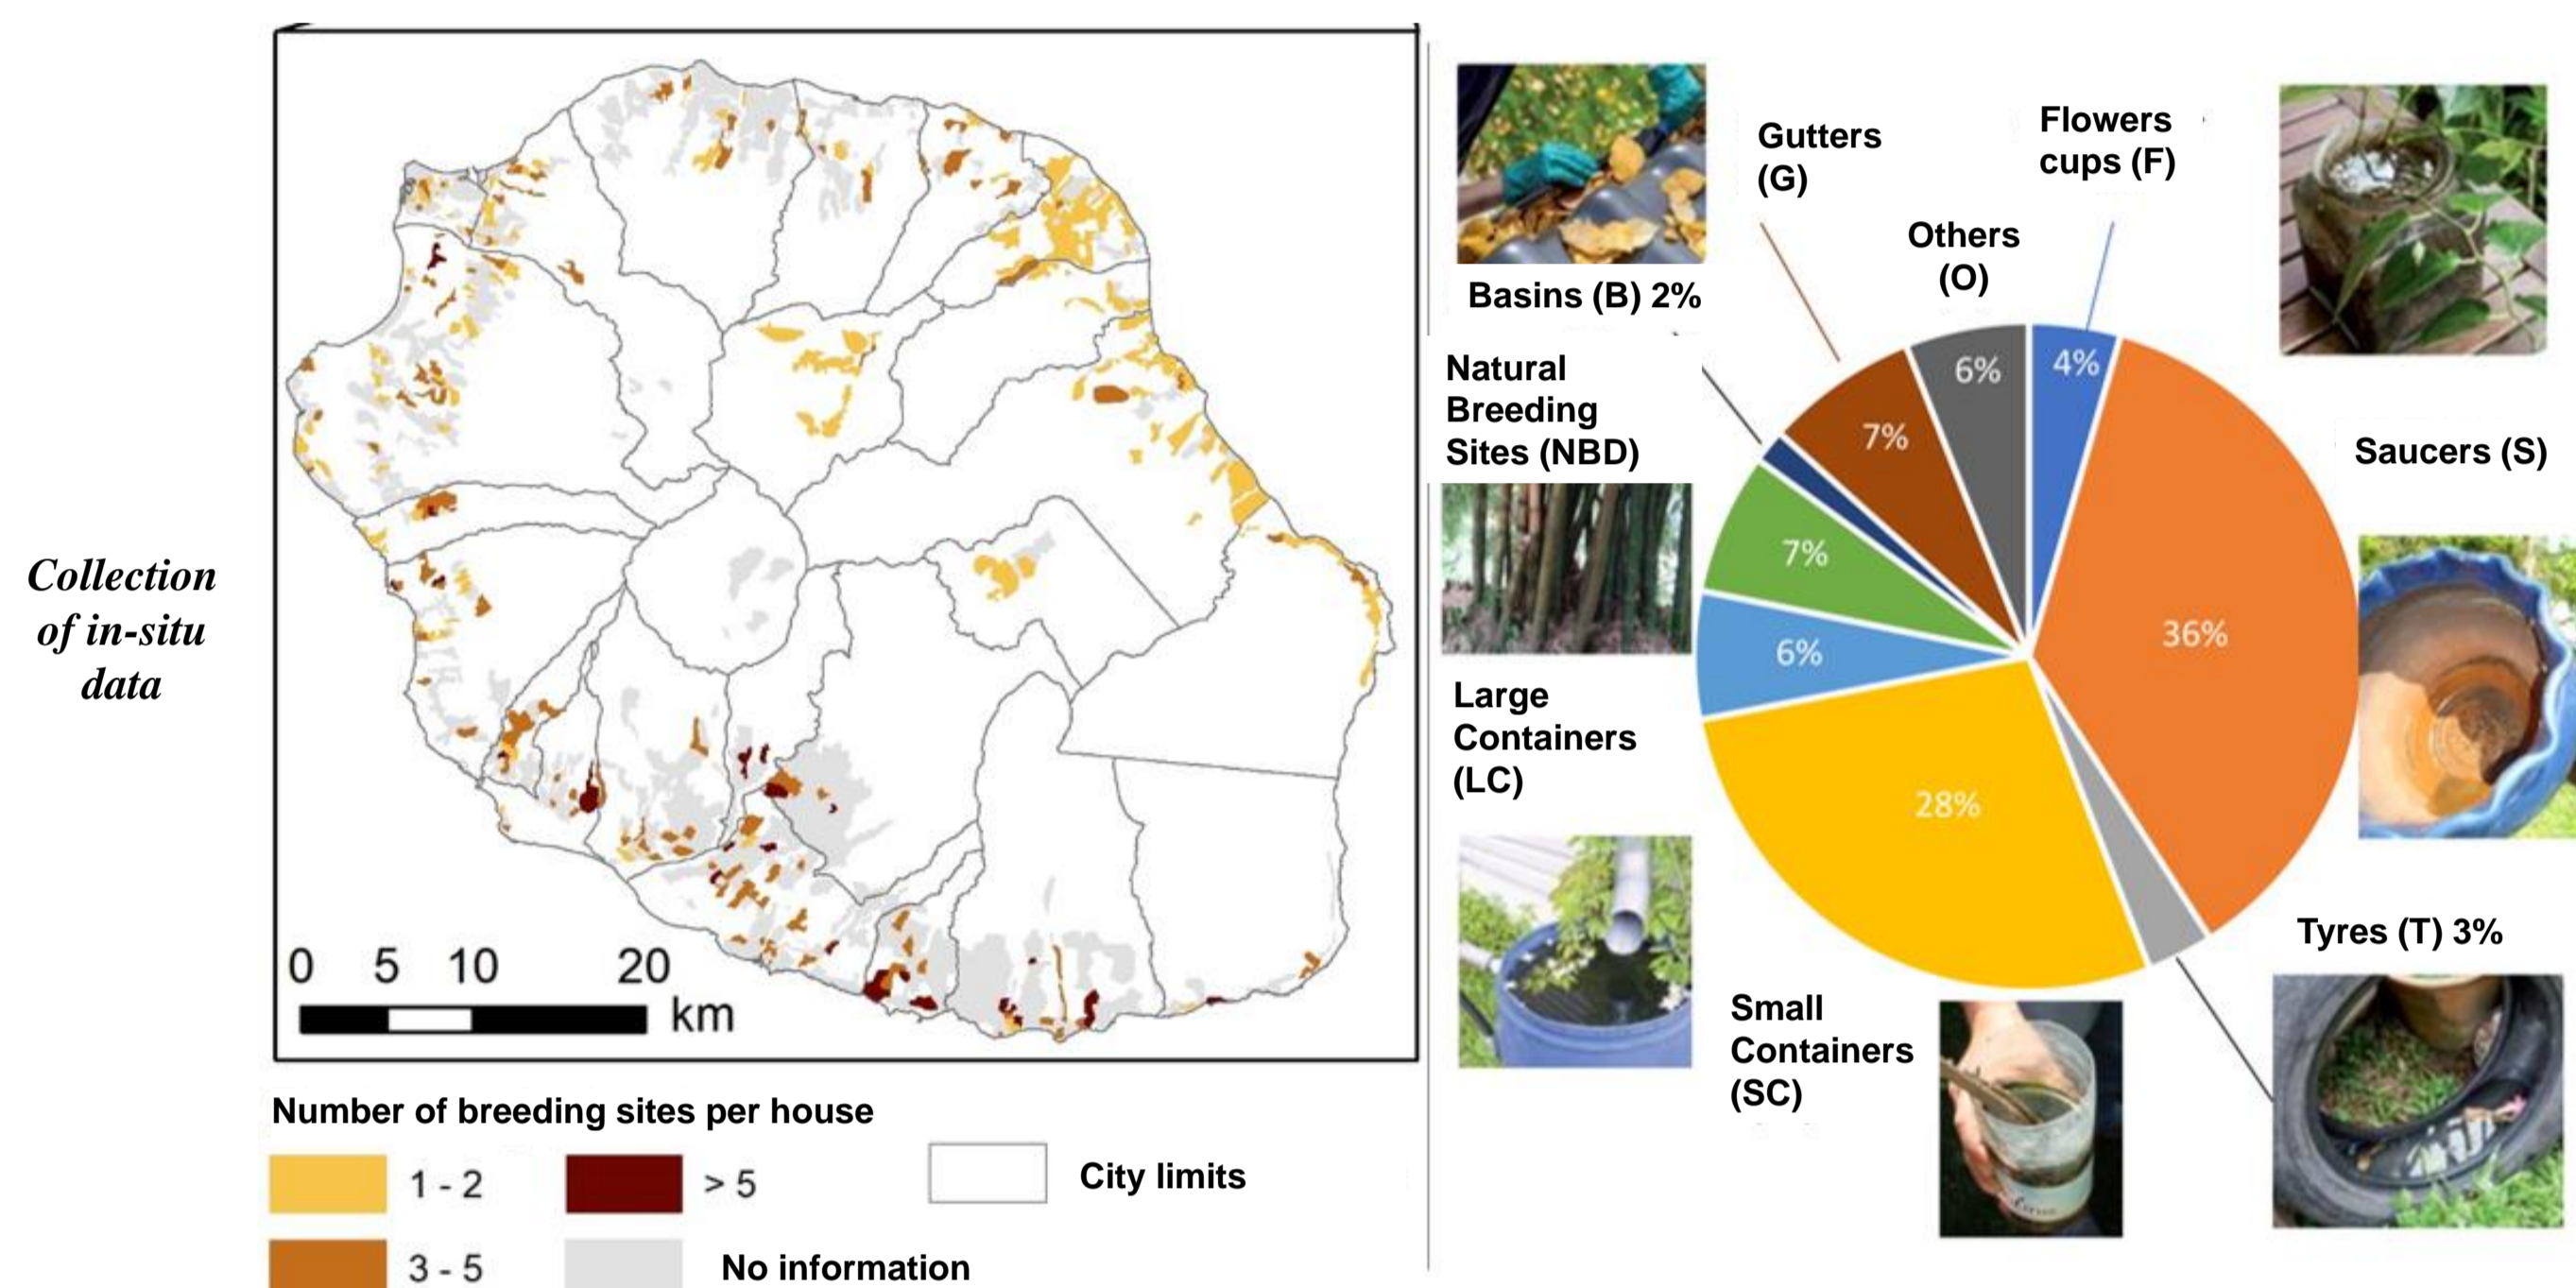 Collection
of in-situ
data
0 5 10 20
km
Number of breeding sites per house
1 - 2
> 5
City limits
3 - 5
No information
Gutters
(G)
Flowers
cups (F)
Others
(O)
Basins (B) 2%
Natural
Breeding
Sites (NBD)
Saucers (S)
Large
Containers
(LC)
Tyres (T) 3%
Small
Containers
(SC)
6%
4%
7%
7%
36%
6%
28%